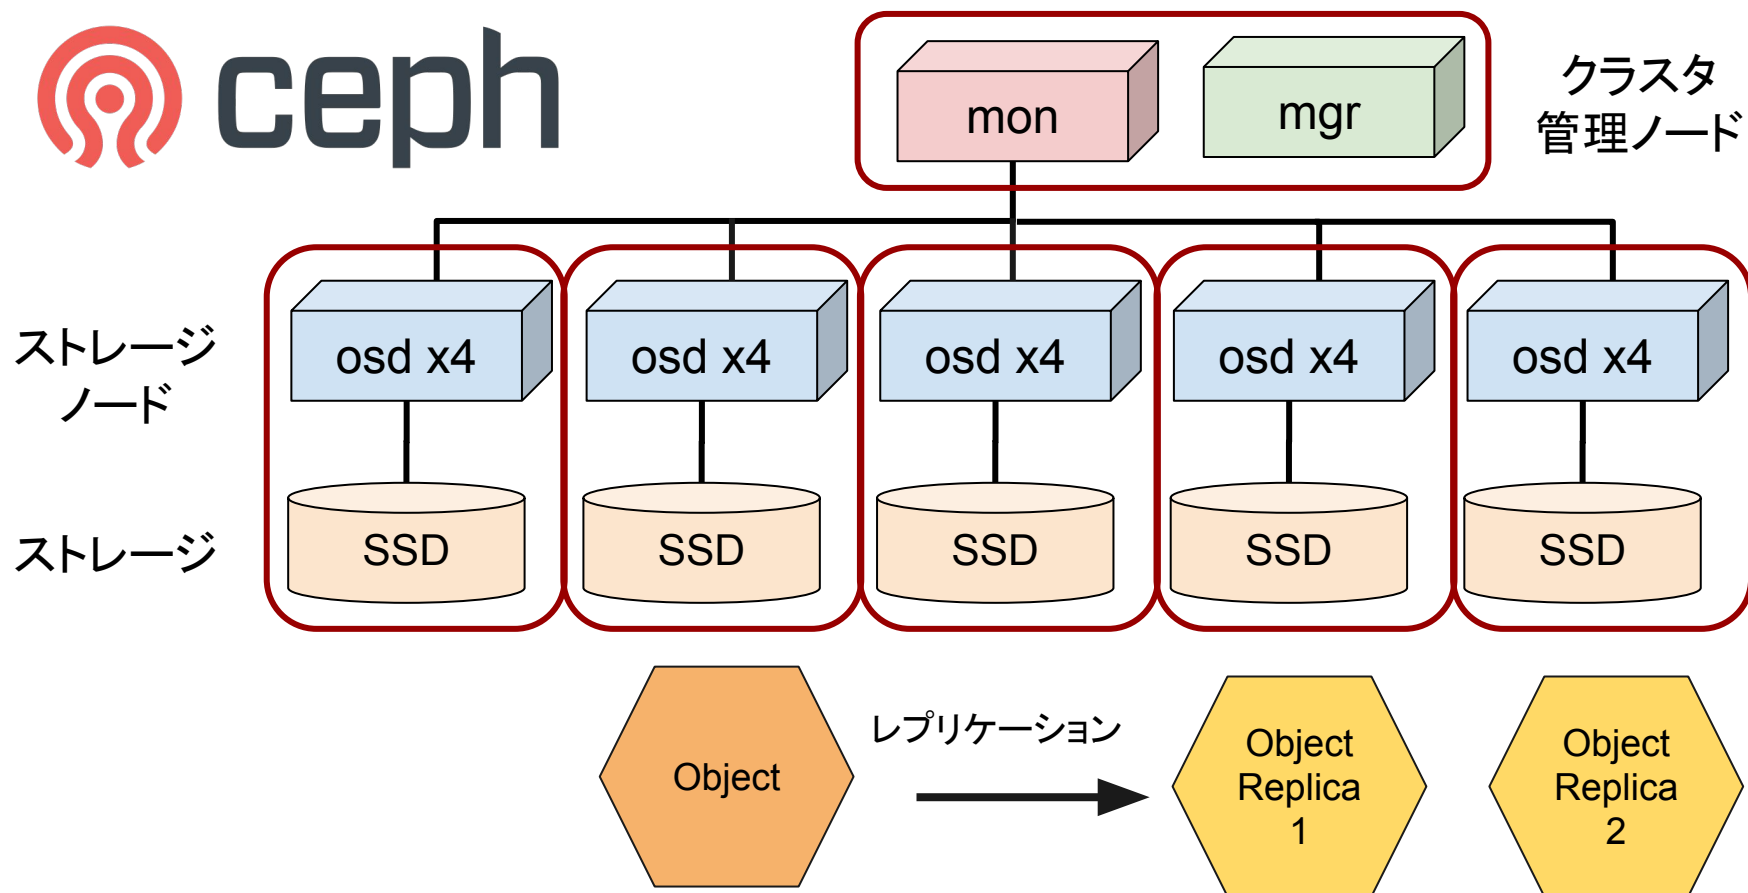 ceph
mon
mgr
クラスタ
管理ノード
ストレージ
ノード
osd x4
osd x4
osd x4
osd x4
osd x4
ストレージ
SSD
SSD
SSD
SSD
SSD
Object
レプリケーション
Object
Replica
1
Object
Replica
2